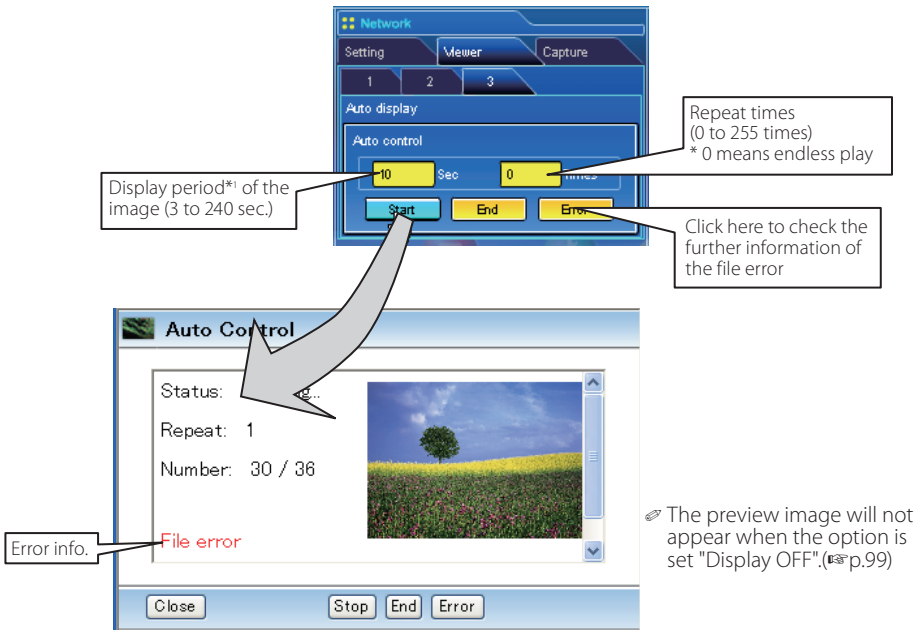 Network
Setting Viewer Capture
1 2 3
Auto display
Auto control
10 Sec 0
Start End Error
Repeat times
(0 to 255 times)
* 0 means endless play
Display period*¹ of the
image (3 to 240 sec.)
Click here to check the
further information of
the file error
Auto Control
Status:
Repeat: 1
Number: 30 / 36
File error
Error info.
✐ The preview image will not
appear when the option is
set "Display OFF".(☞p.99)
Close Stop End Error